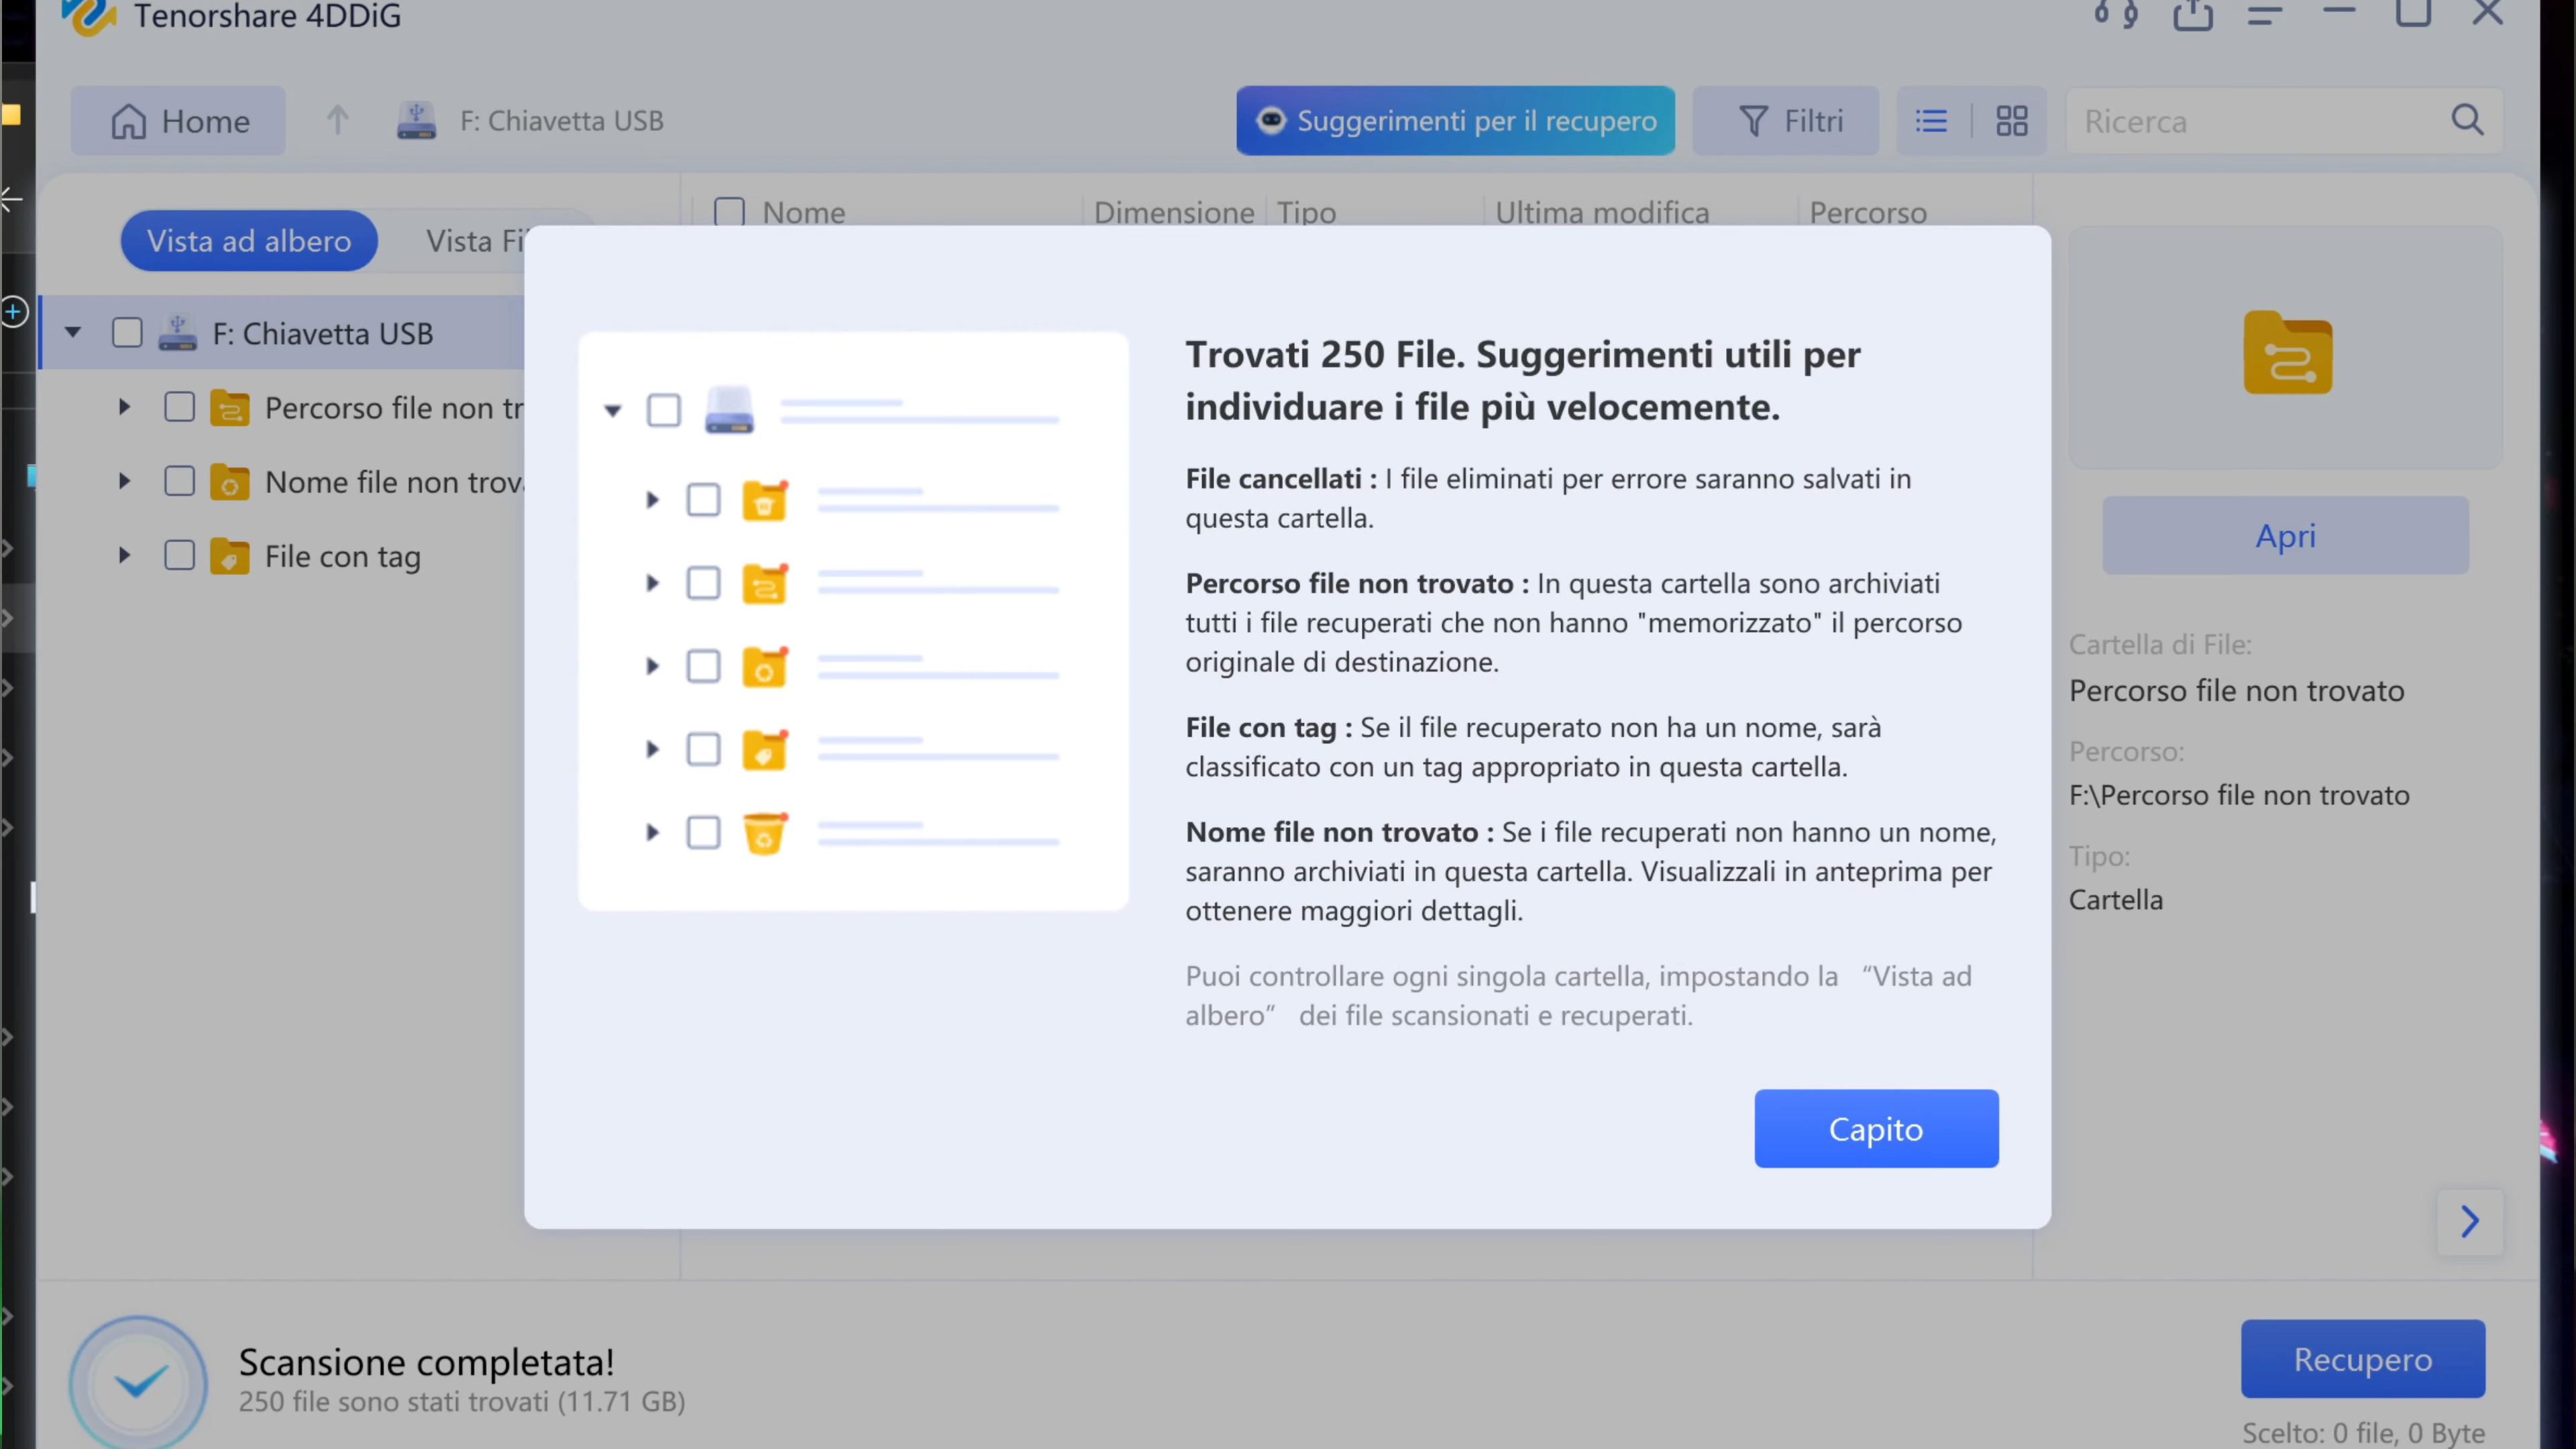 Tenorshare 4DDiG
Home
F: Chiavetta USB
Suggerimenti per il recupero
Filtri
Ricerca
Vista ad albero
Vista
Nome
Dimensione
Tipo
Ultima modifica
Percorso
F: Chiavetta USB
Percorso file non
Nome file non
File con tag
Trovati 250 File. Suggerimenti utili per
individuare i file più velocemente.
File cancellati : I file eliminati per errore saranno salvati in
questa cartella.
Percorso file non trovato : In questa cartella sono archiviati
tutti i file recuperati che non hanno "memorizzato" il percorso
originale di destinazione.
File con tag : Se il file recuperato non ha un nome, sarà
classificato con un tag appropriato in questa cartella.
Nome file non trovato : Se i file recuperati non hanno un nome,
saranno archiviati in questa cartella. Visualizzali in anteprima per
ottenere maggiori dettagli.
Puoi controllare ogni singola cartella, impostando la “Vista ad
albero” dei file scansionati e recuperati.
Capito
Apri
Cartella di File:
Percorso file non trovato
Percorso:
F:\Percorso file non trovato
Tipo:
Cartella
Scansione completata!
250 file sono stati trovati (11.71 GB)
Recupero
Scelto: 0 file, 0 Byte